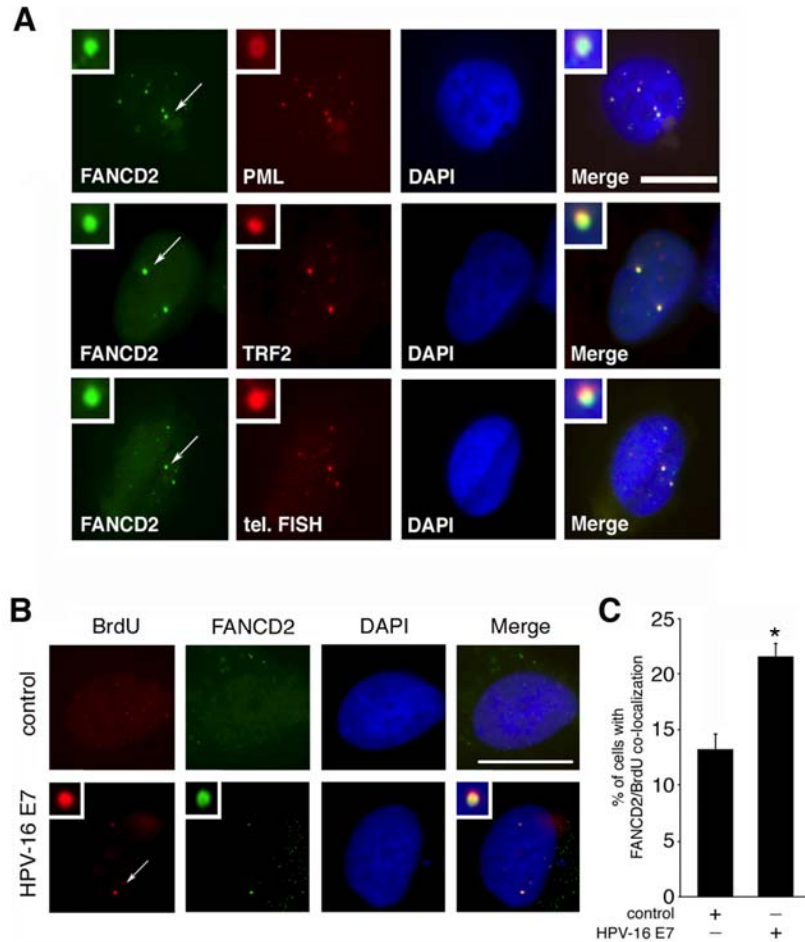 A
FANCD2 PML DAPI Merge
FANCD2 TRF2 DAPI Merge
FANCD2 tel. FISH DAPI Merge
B
BrdU FANCD2 DAPI Merge
control
HPV-16 E7
C
% of cells with
FANCD2/BrdU co-localization
25
20
15
10
5
0
*
control + –
HPV-16 E7 – +